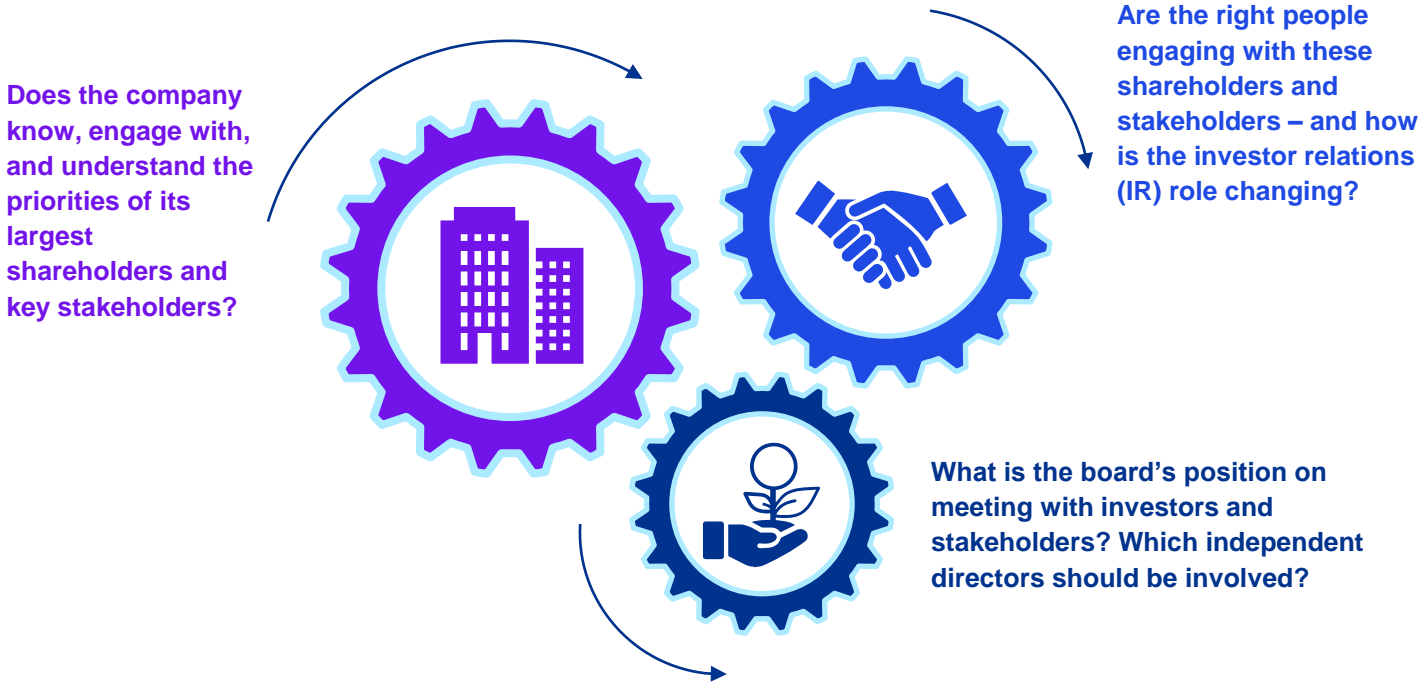 Does the company
know, engage with,
and understand the
priorities of its
largest
shareholders and
key stakeholders?
Are the right people
engaging with these
shareholders and
stakeholders – and how
is the investor relations
(IR) role changing?
What is the board’s position on
meeting with investors and
stakeholders? Which independent
directors should be involved?